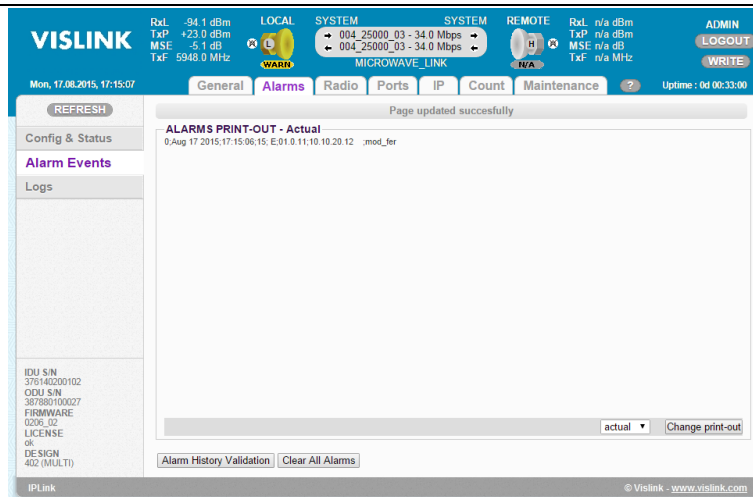 VISLINK
RxL -94.1 dBm
TxP +23.0 dBm
MSE -5.1 dB
TxF 5948.0 MHz
LOCAL
R L
WARN
SYSTEM SYSTEM
→ 004_25000_03 - 34.0 Mbps →
← 004_25000_03 - 34.0 Mbps ←
MICROWAVE_LINK
REMOTE
H R
N/A
RxL n/a dBm
TxP n/a dBm
MSE n/a dB
TxF n/a MHz
ADMIN
LOGOUT
WRITE
Mon, 17.08.2015, 17:15:07
General Alarms Radio Ports IP Count Maintenance ?
Uptime : 0d 00:33:00
REFRESH
Config & Status
Alarm Events
Logs
Page updated succesfully
ALARMS PRINT-OUT - Actual
0;Aug 17 2015;17:15:06;15; E;01.0.11;10.10.20.12 ;mod_fer
IDU S/N
376140200102
ODU S/N
387880100027
FIRMWARE
0206_02
LICENSE
ok
DESIGN
402 (MULTI)
actual ▼ Change print-out
Alarm History Validation Clear All Alarms
IPLink
© Vislink - www.vislink.com